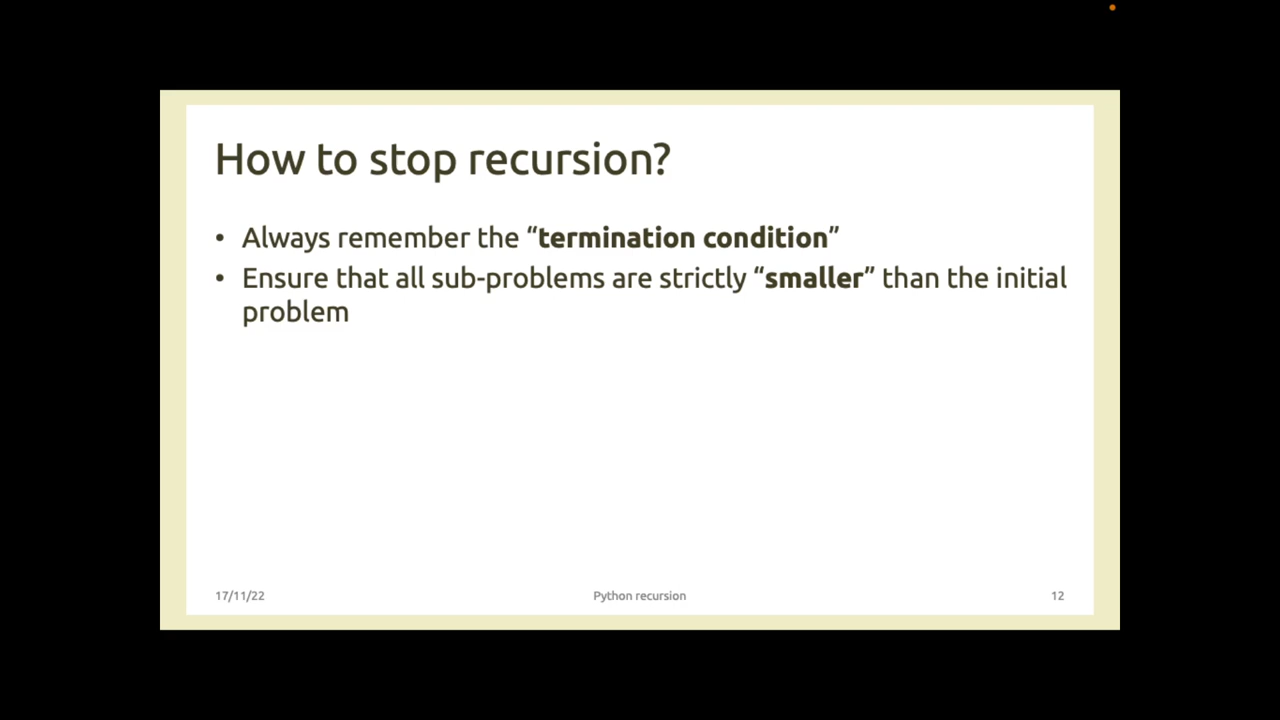 How to stop recursion?
• Always remember the “termination condition”
• Ensure that all sub-problems are strictly “smaller” than the initial
problem
17/11/22
Python recursion
12